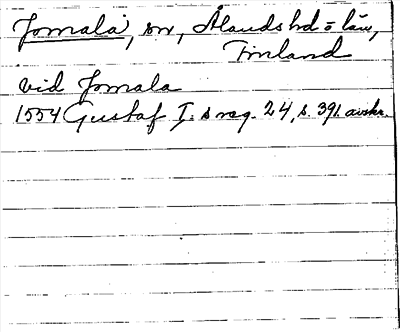 Jomala, sn, Ålands hd o län,
Finland
vid Jomala
1554 Gustaf I:s reg. 24, s. 391. avskr.